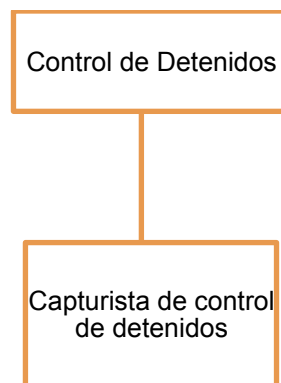 Control de Detenidos
Capturista de control
de detenidos